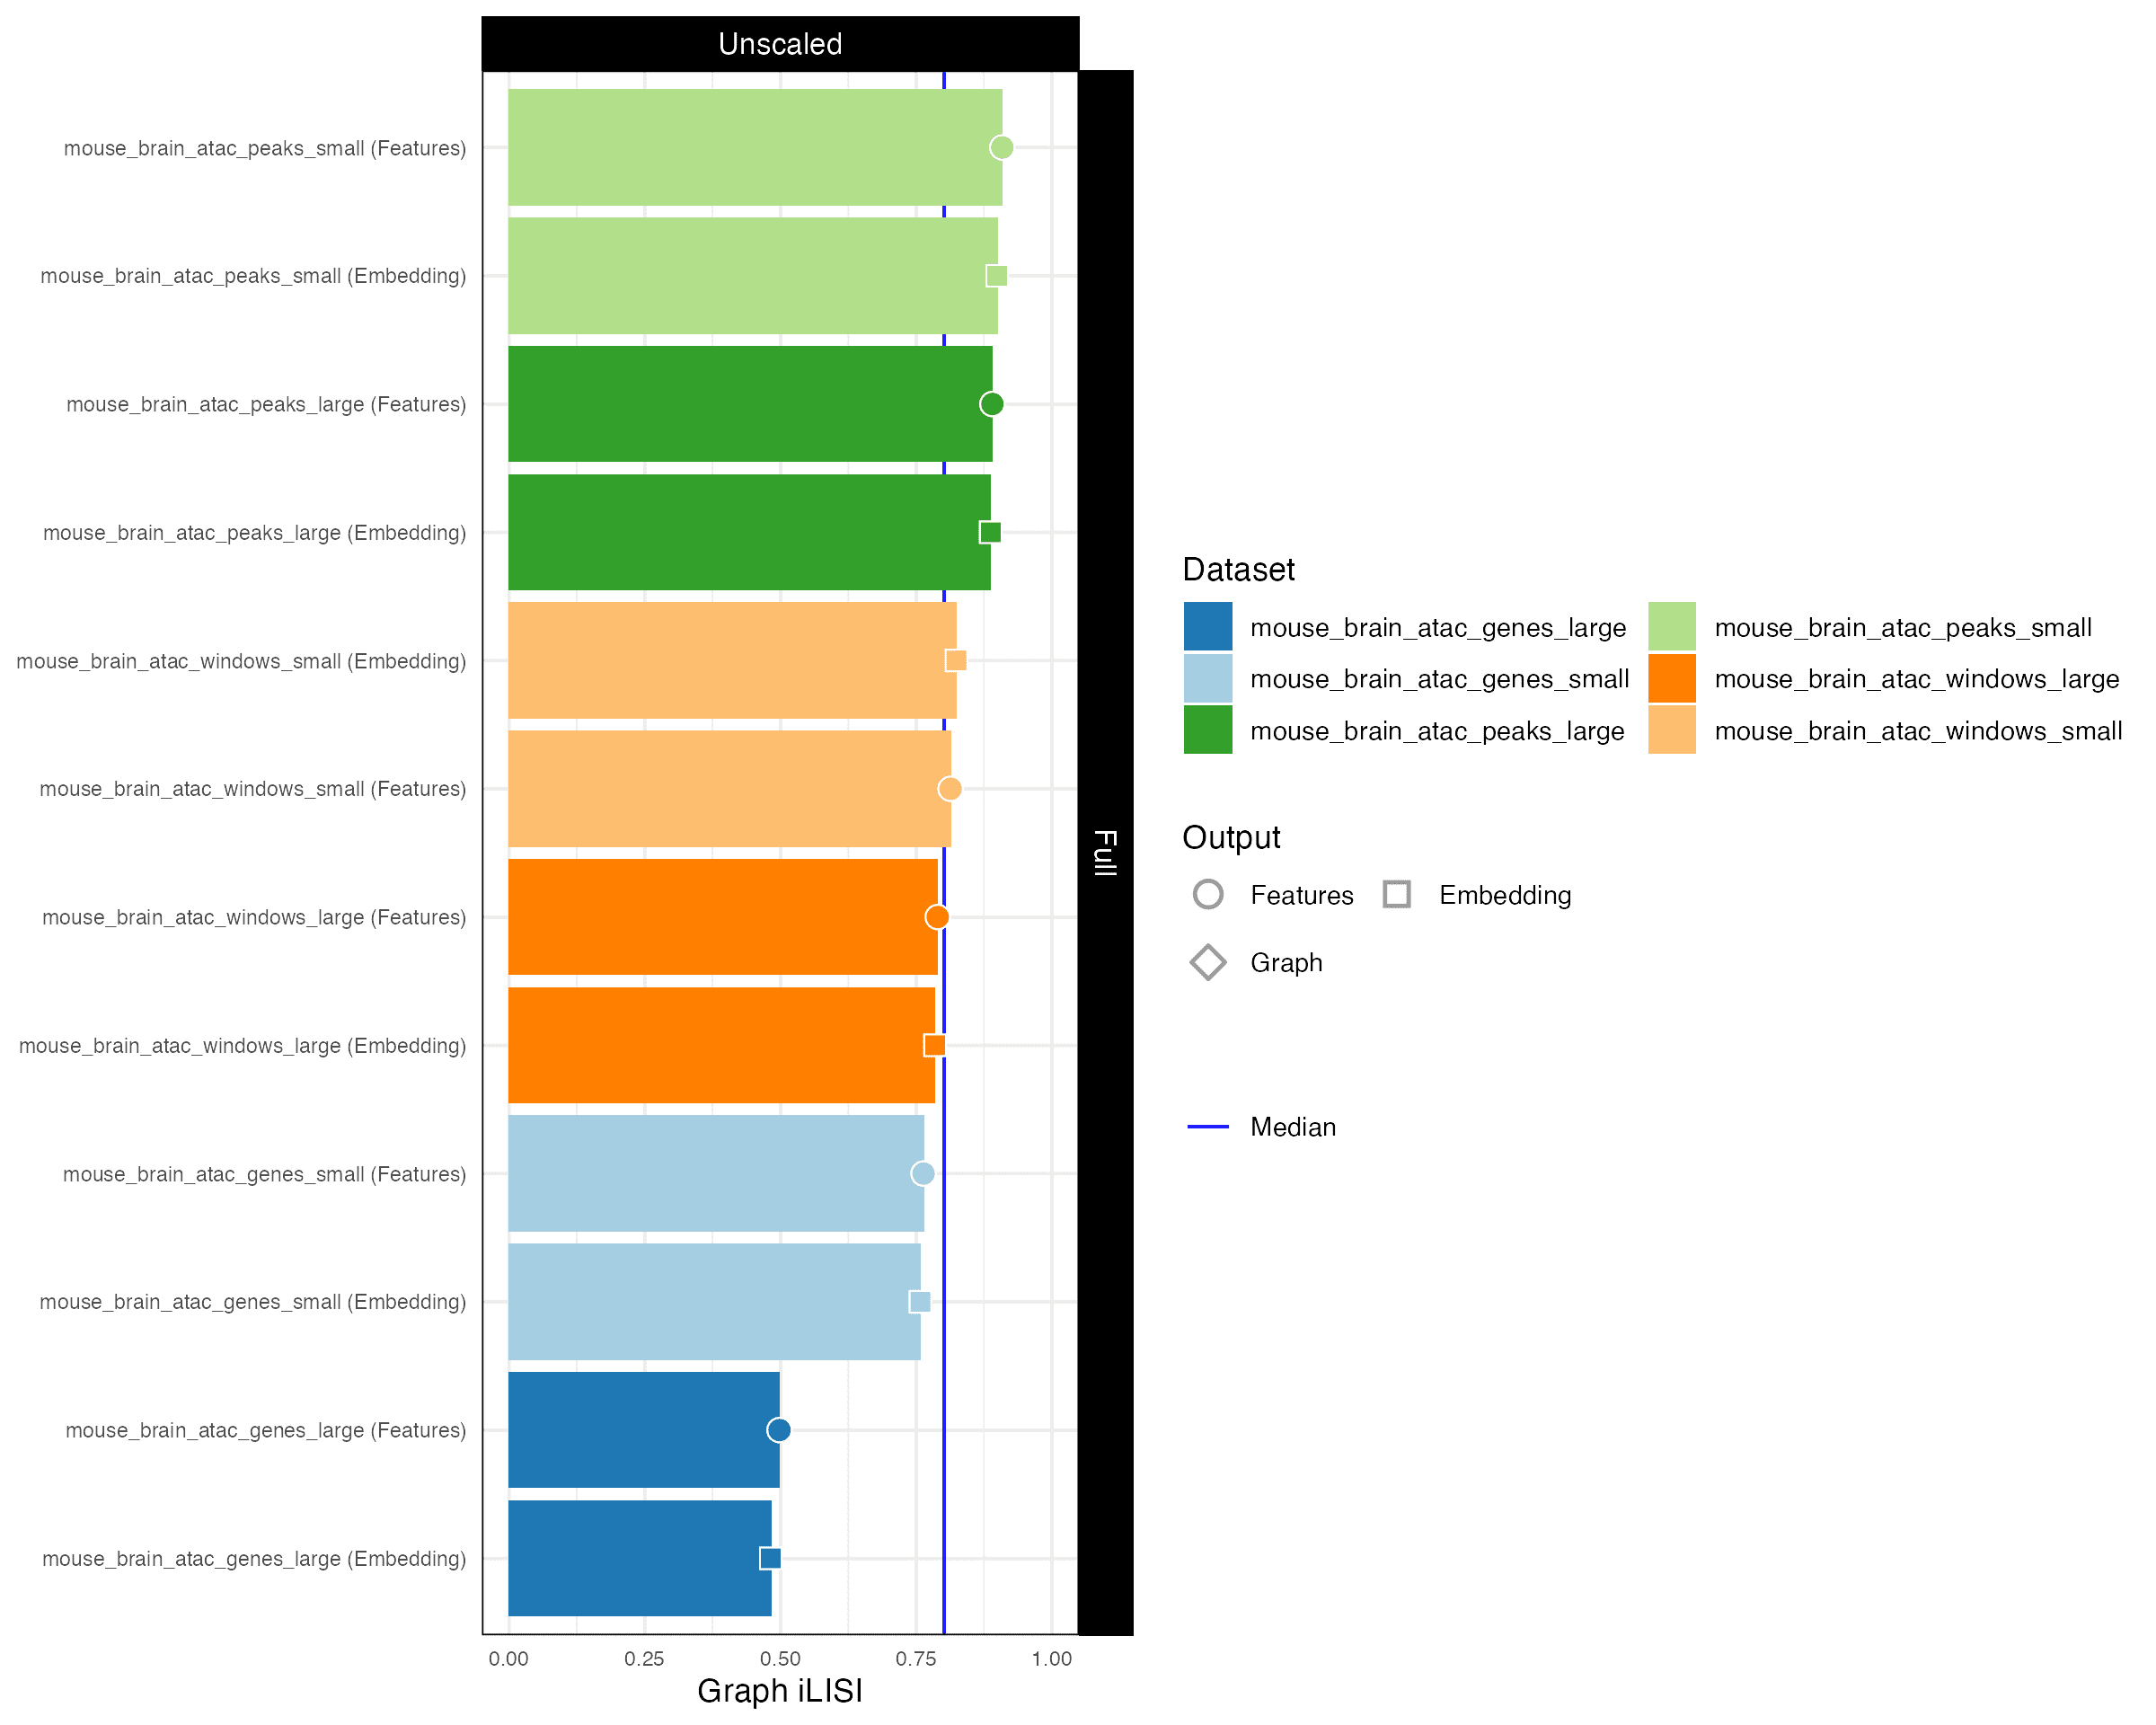 Unscaled
mouse_brain_atac_peaks_small (Features)
mouse_brain_atac_peaks_small (Embedding)
mouse_brain_atac_peaks_large (Features)
mouse_brain_atac_peaks_large (Embedding)
mouse_brain_atac_windows_small (Embedding)
mouse_brain_atac_windows_small (Features)
mouse_brain_atac_windows_large (Features)
mouse_brain_atac_windows_large (Embedding)
mouse_brain_atac_genes_small (Features)
mouse_brain_atac_genes_small (Embedding)
mouse_brain_atac_genes_large (Features)
mouse_brain_atac_genes_large (Embedding)
0.00 0.25 0.50 0.75 1.00
Graph iLISI
Full
Dataset
mouse_brain_atac_genes_large mouse_brain_atac_peaks_small
mouse_brain_atac_genes_small mouse_brain_atac_windows_large
mouse_brain_atac_peaks_large mouse_brain_atac_windows_small
Output
Features Embedding
Graph
Median